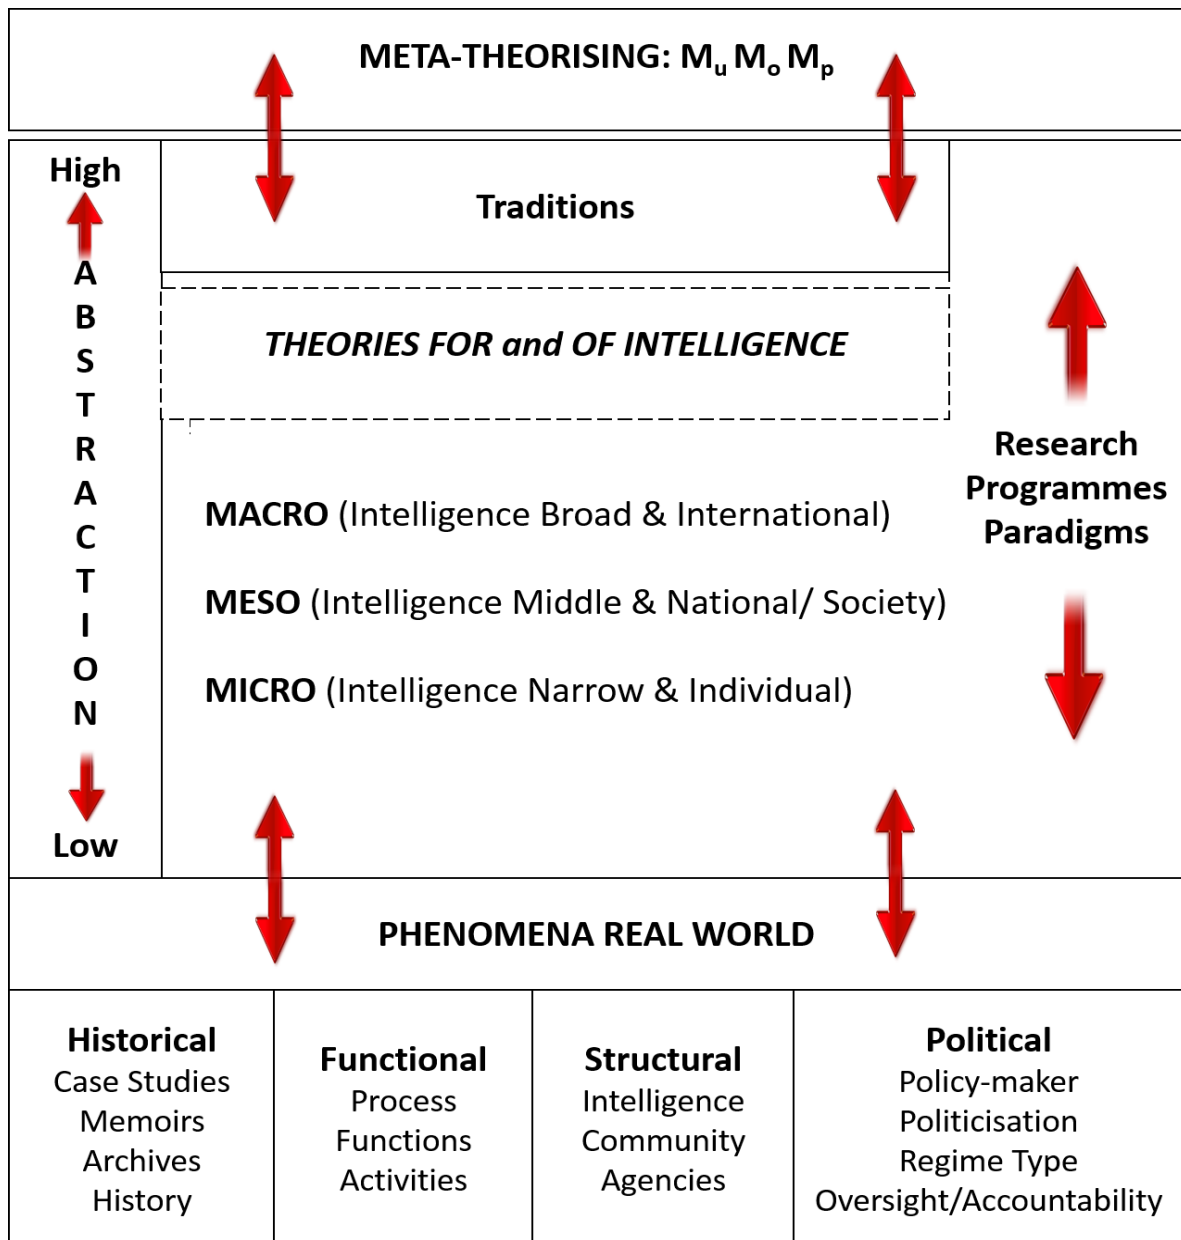 META-THEORISING: Mu Mo Mp
High
ABSTRACTION
Low
Traditions
THEORIES FOR and OF INTELLIGENCE
MACRO (Intelligence Broad & International)
MESO (Intelligence Middle & National/ Society)
MICRO (Intelligence Narrow & Individual)
Research
Programmes
Paradigms
PHENOMENA REAL WORLD
Historical
Case Studies
Memoirs
Archives
History
Functional
Process
Functions
Activities
Structural
Intelligence
Community
Agencies
Political
Policy-maker
Politicisation
Regime Type
Oversight/Accountability